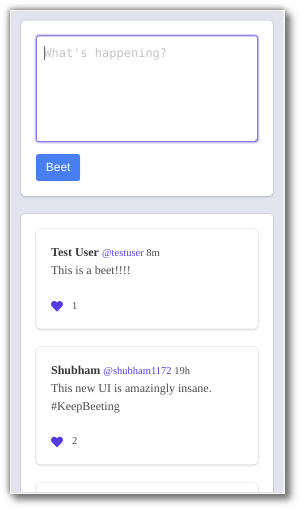 What's happening?
Beet
Test User @testuser 8m
This is a beet!!!!
1
Shubham @shubham1172 19h
This new UI is amazingly insane.
#KeepBeeting
2